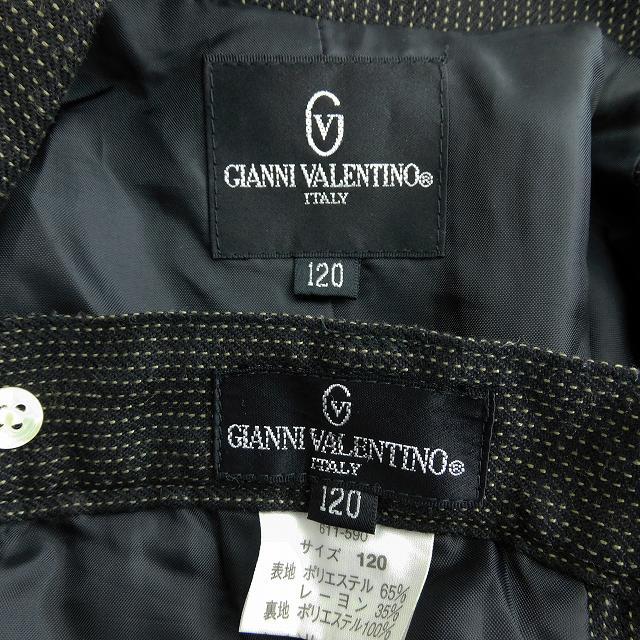 GV
GIANNI VALENTINO®
ITALY
120
GV
GIANNI VALENTINO®
ITALY
120
611-590
サイズ 120
表地 ポリエステル 65%
レーヨン 35%
裏地 ポリエステル100%